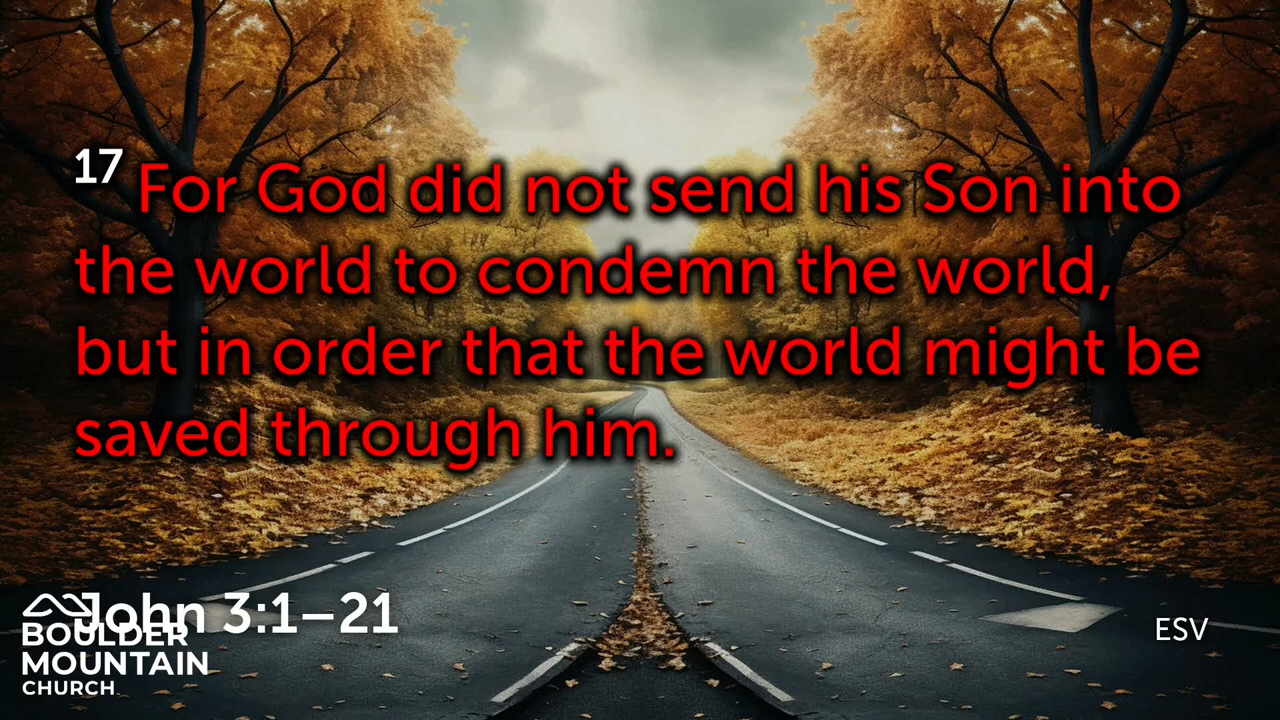 17 For God did not send his Son into
the world to condemn the world,
but in order that the world might be
saved through him.
John 3:1–21
BOULDER
MOUNTAIN
CHURCH
ESV